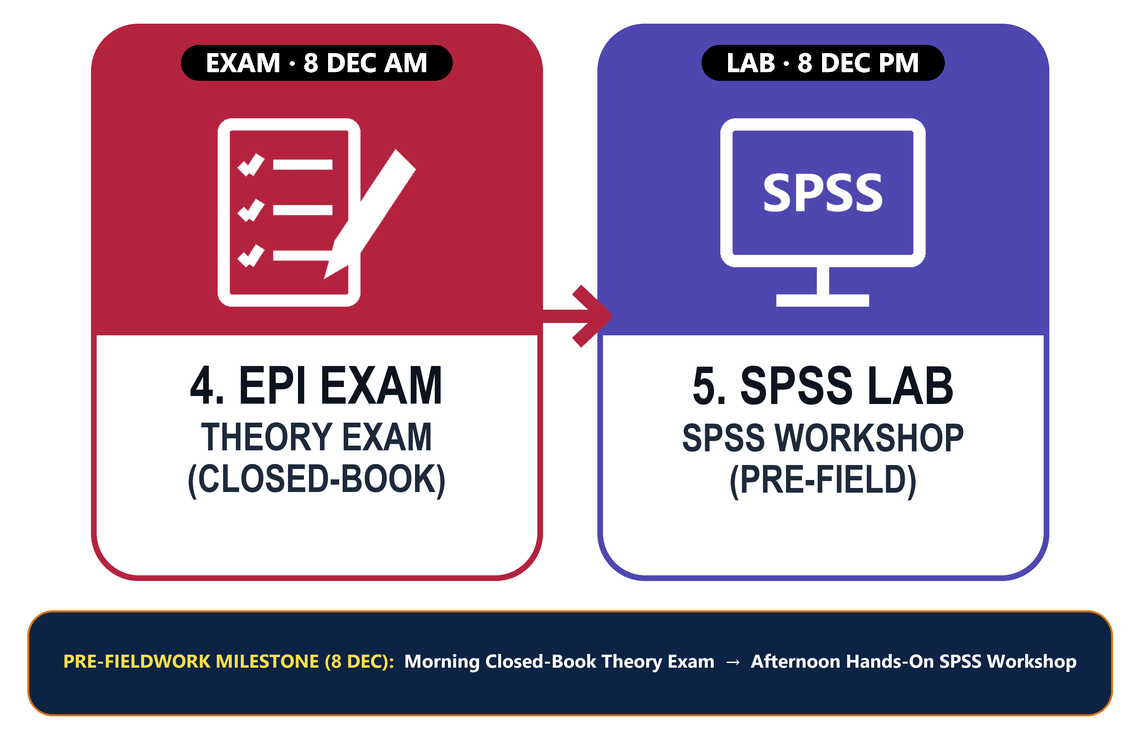 EXAM · 8 DEC AM
4. EPI EXAM
THEORY EXAM
(CLOSED-BOOK)
LAB · 8 DEC PM
SPSS
5. SPSS LAB
SPSS WORKSHOP
(PRE-FIELD)
PRE-FIELDWORK MILESTONE (8 DEC): Morning Closed-Book Theory Exam → Afternoon Hands-On SPSS Workshop